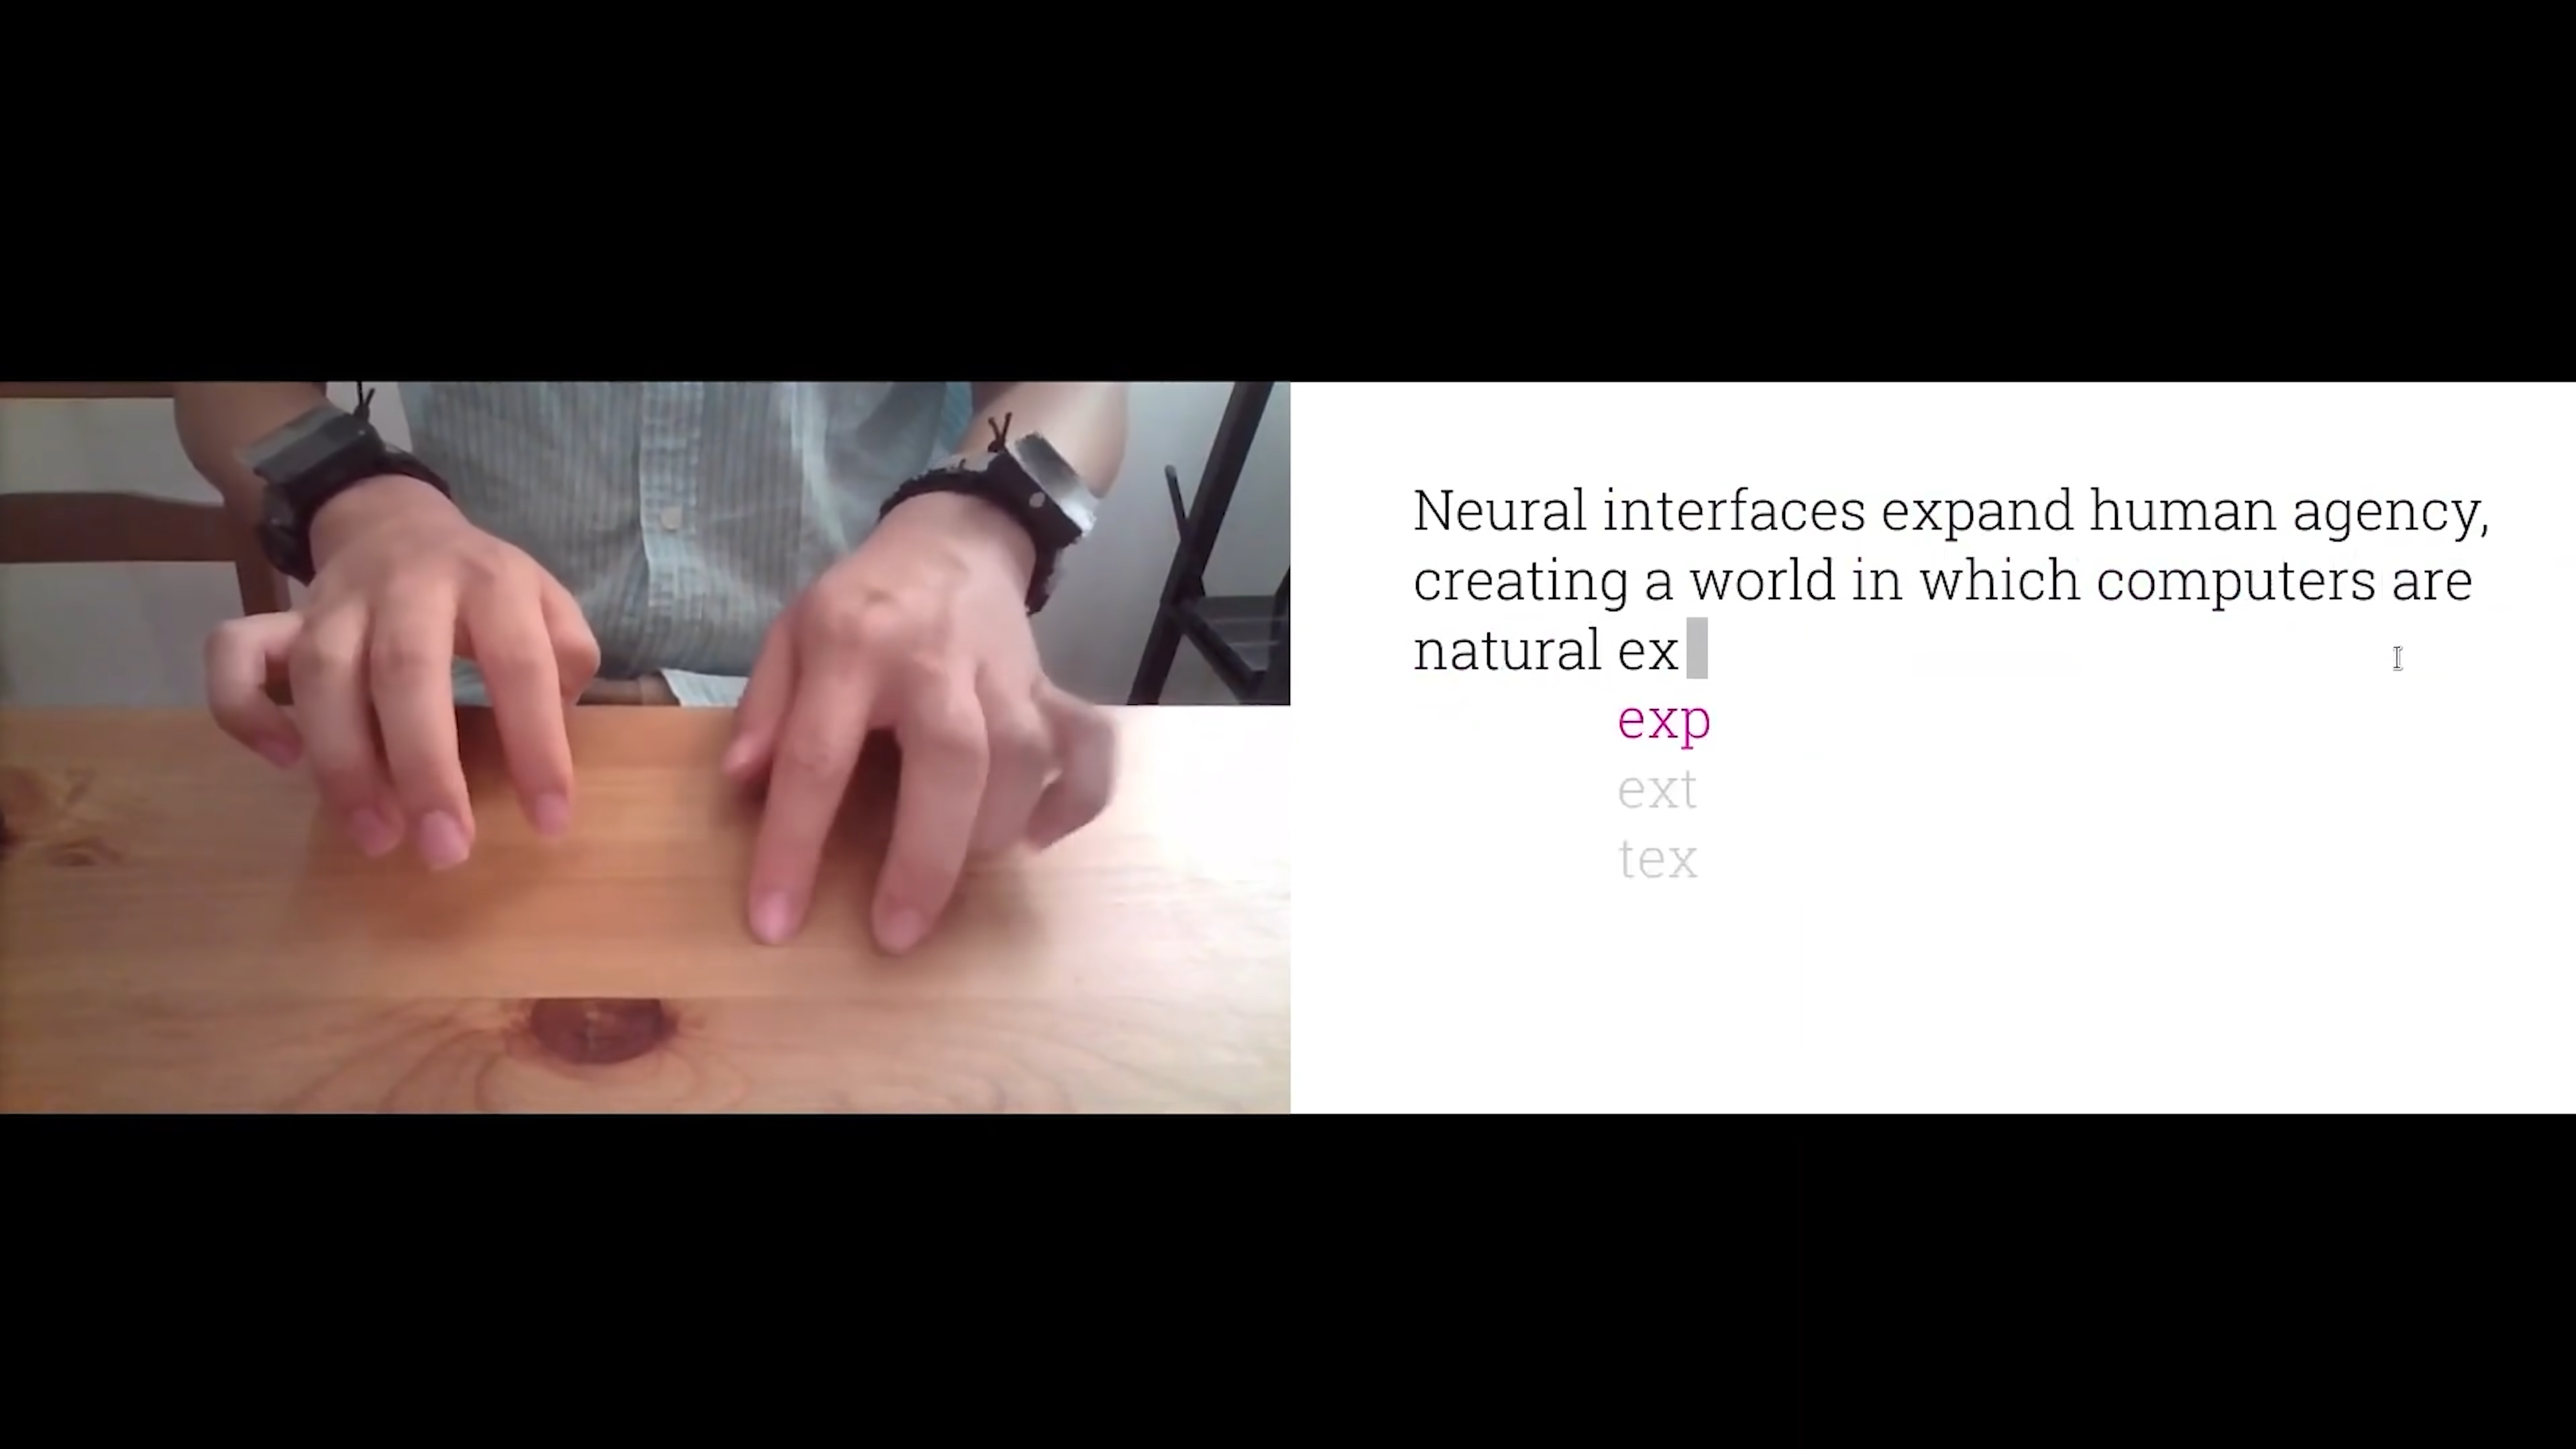 Neural interfaces expand human agency,
creating a world in which computers are
natural ex
exp
ext
tex